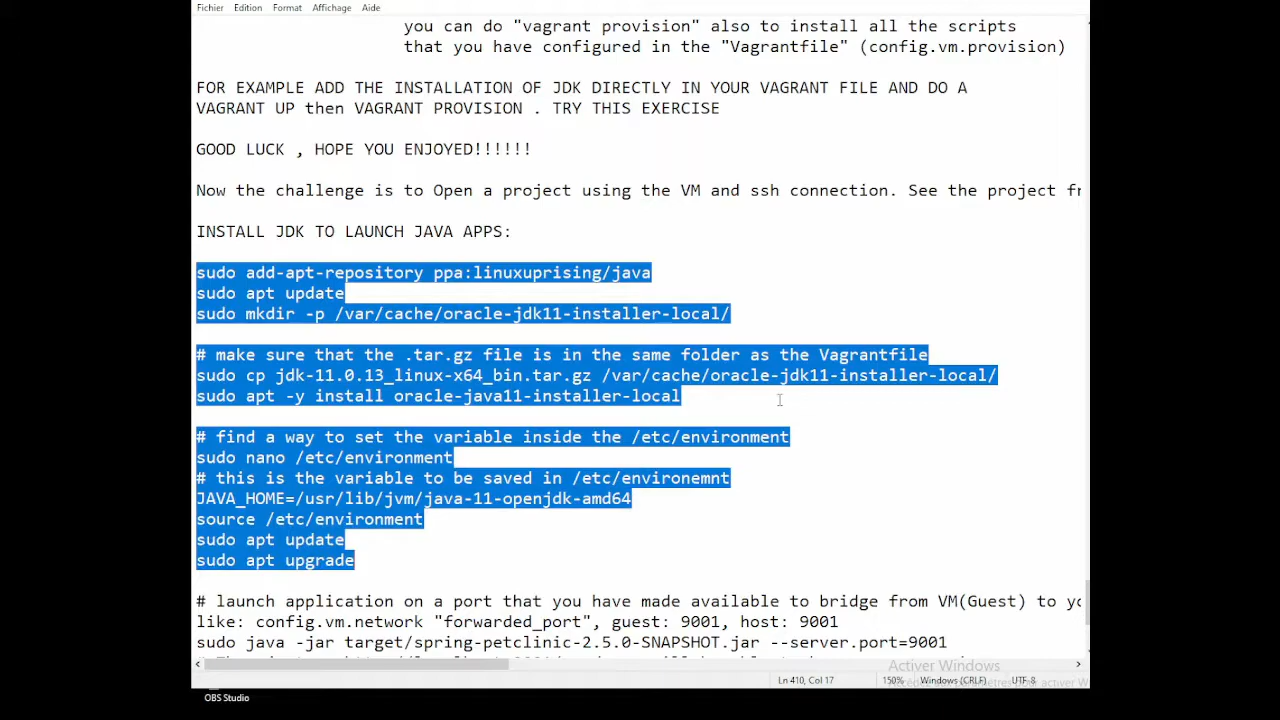 Fichier Edition Format Affichage Aide
you can do "vagrant provision" also to install all the scripts
that you have configured in the "Vagrantfile" (config.vm.provision)
FOR EXAMPLE ADD THE INSTALLATION OF JDK DIRECTLY IN YOUR VAGRANT FILE AND DO A
VAGRANT UP then VAGRANT PROVISION . TRY THIS EXERCISE
GOOD LUCK , HOPE YOU ENJOYED!!!!!!
Now the challenge is to Open a project using the VM and ssh connection. See the project
INSTALL JDK TO LAUNCH JAVA APPS:
sudo add-apt-repository ppa:linuxuprising/java
sudo apt update
sudo mkdir -p /var/cache/oracle-jdk11-installer-local/
# make sure that the .tar.gz file is in the same folder as the Vagrantfile
sudo cp jdk-11.0.13_linux-x64_bin.tar.gz /var/cache/oracle-jdk11-installer-local/
sudo apt -y install oracle-java11-installer-local
# find a way to set the variable inside the /etc/environment
sudo nano /etc/environment
# this is the variable to be saved in /etc/environemnt
JAVA_HOME=/usr/lib/jvm/java-11-openjdk-amd64
source /etc/environment
sudo apt update
sudo apt upgrade
# launch application on a port that you have made available to bridge from VM(Guest) to
like: config.vm.network "forwarded_port", guest: 9001, host: 9001
sudo java -jar target/spring-petclinic-2.5.0-SNAPSHOT.jar --server.port=9001
Activer Windows
Ln 410, Col 17 150% Windows (CRLF) UTF-8
OBS Studio